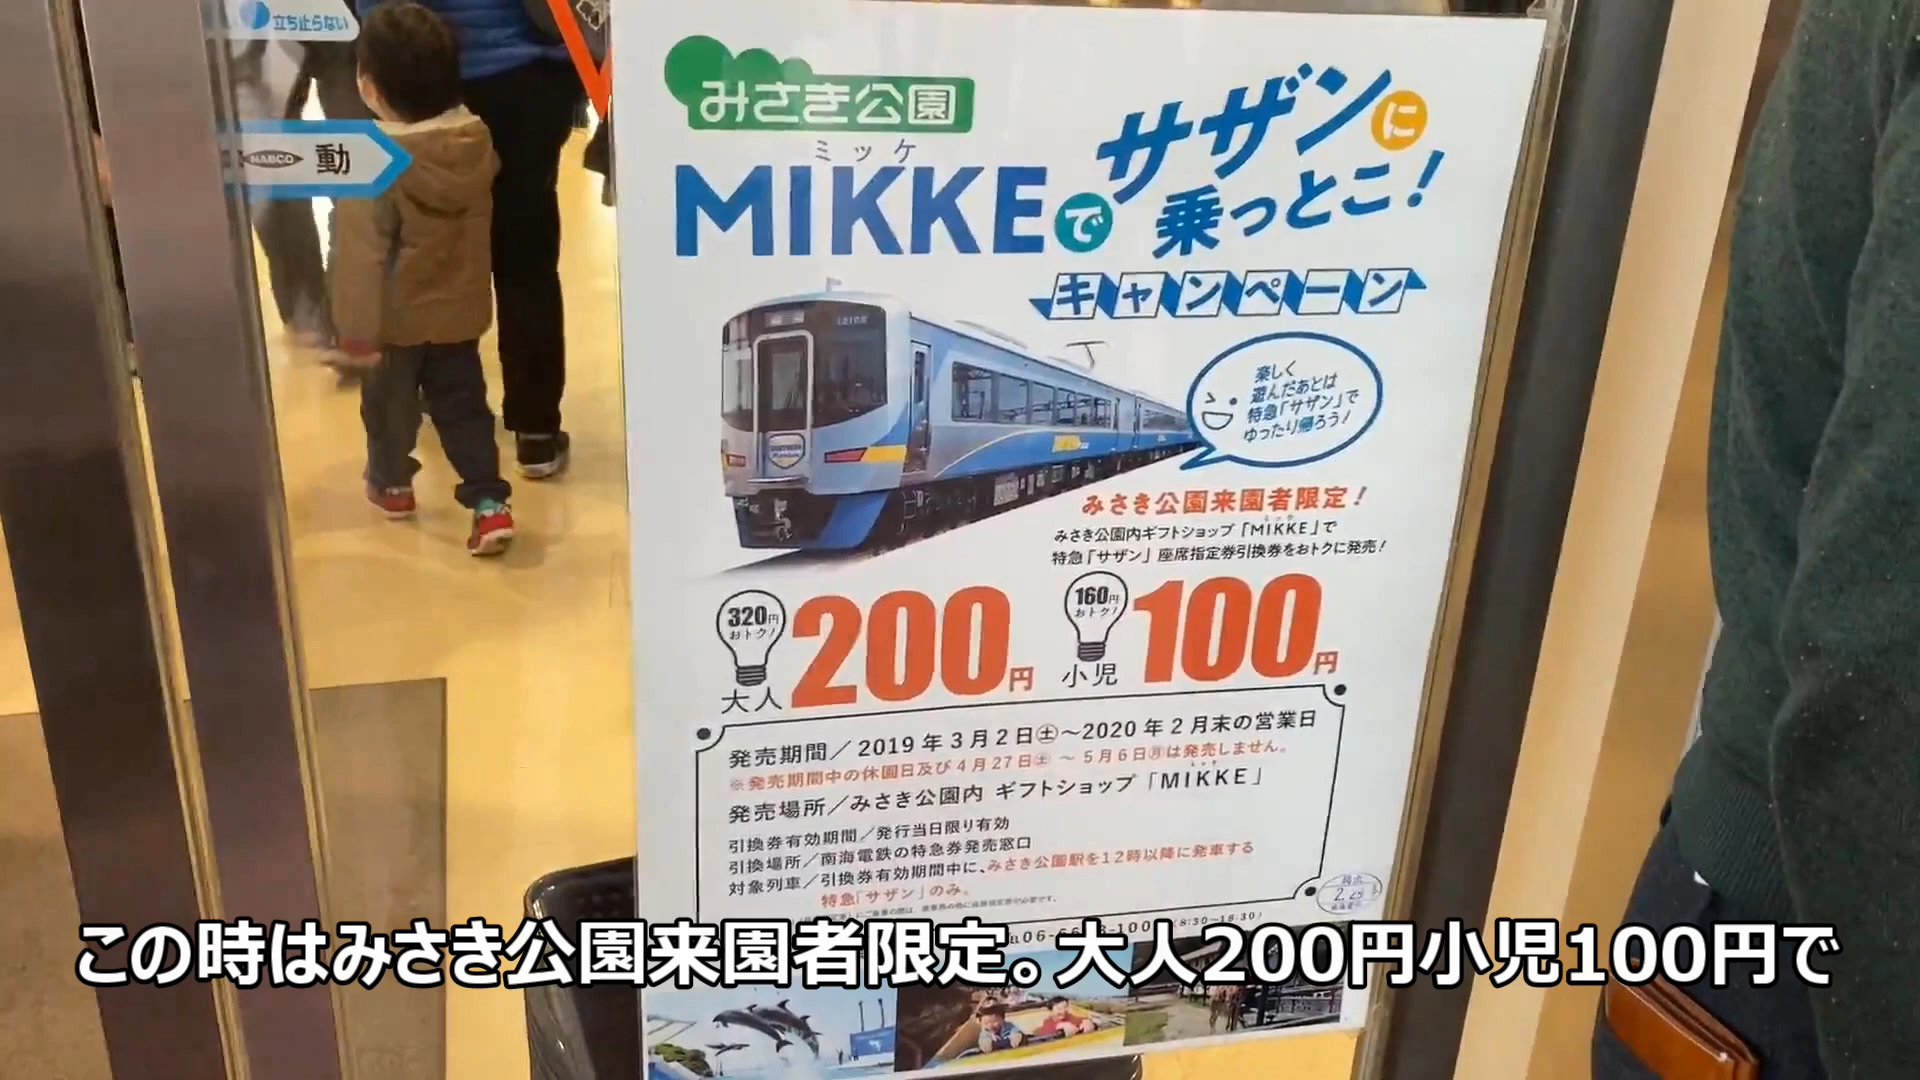 立ち止らない
NABCO
動
みさき公園
ミッケ
MIKKEで
サザンに
乗っとこ!
キャンペーン
楽しく
遊んだあとは
特急「サザン」で
ゆったり帰ろう!
みさき公園来園者限定!
みさき公園内ギフトショップ「MIKKE」で
特急「サザン」座席指定券引換券をおトクに発売!
320円
おトク!
大人 200円
160円
おトク!
小児 100円
発売期間/2019年3月2日㊏~2020年2月末の営業日
※発売期間中の休園日及び4月27日㊏~5月6日㊊は発売しません。
発売場所/みさき公園内 ギフトショップ「MIKKE」
引換券有効期間/発行当日限り有効
引換場所/南海電鉄の特急券発売窓口
対象列車/引換券有効期間中に、みさき公園駅を12時以降に発車する
特急「サザン」のみ。
2.29
(8:30~18:30)
この時はみさき公園来園者限定。大人200円小児100円で